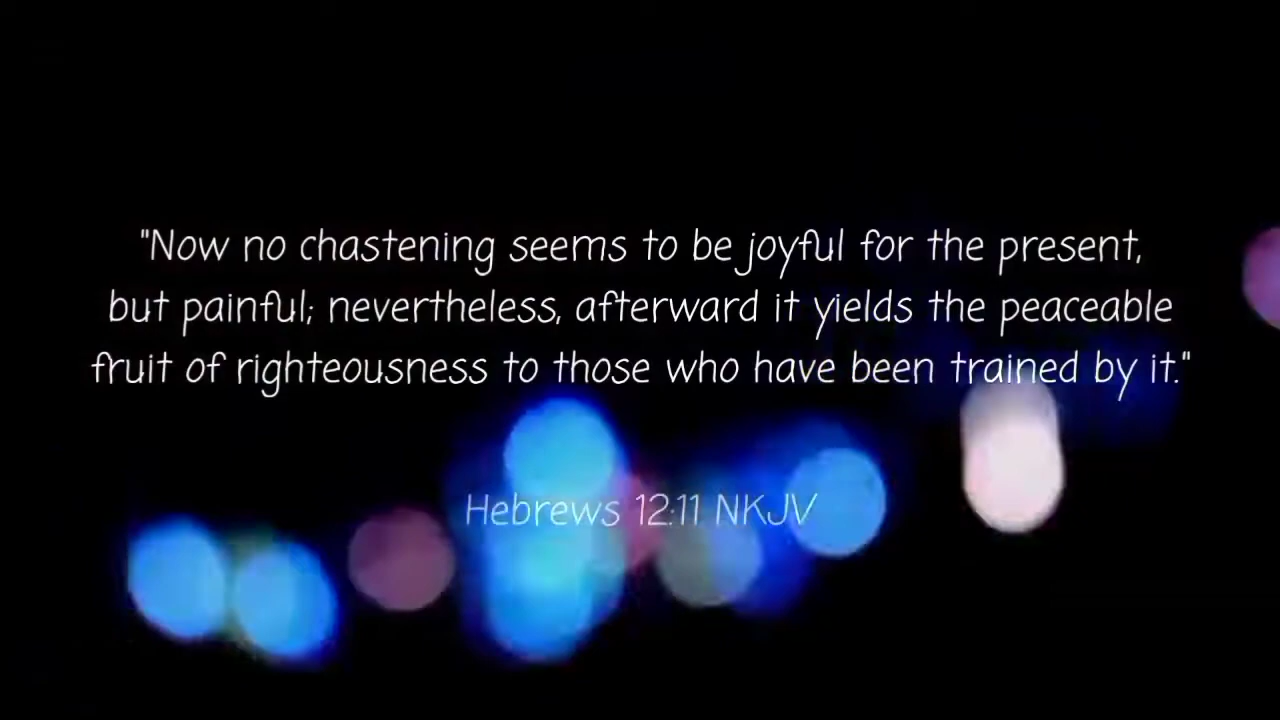 "Now no chastening seems to be joyful for the present,
but painful; nevertheless, afterward it yields the peaceable
fruit of righteousness to those who have been trained by it."
Hebrews 12:11 NKJV